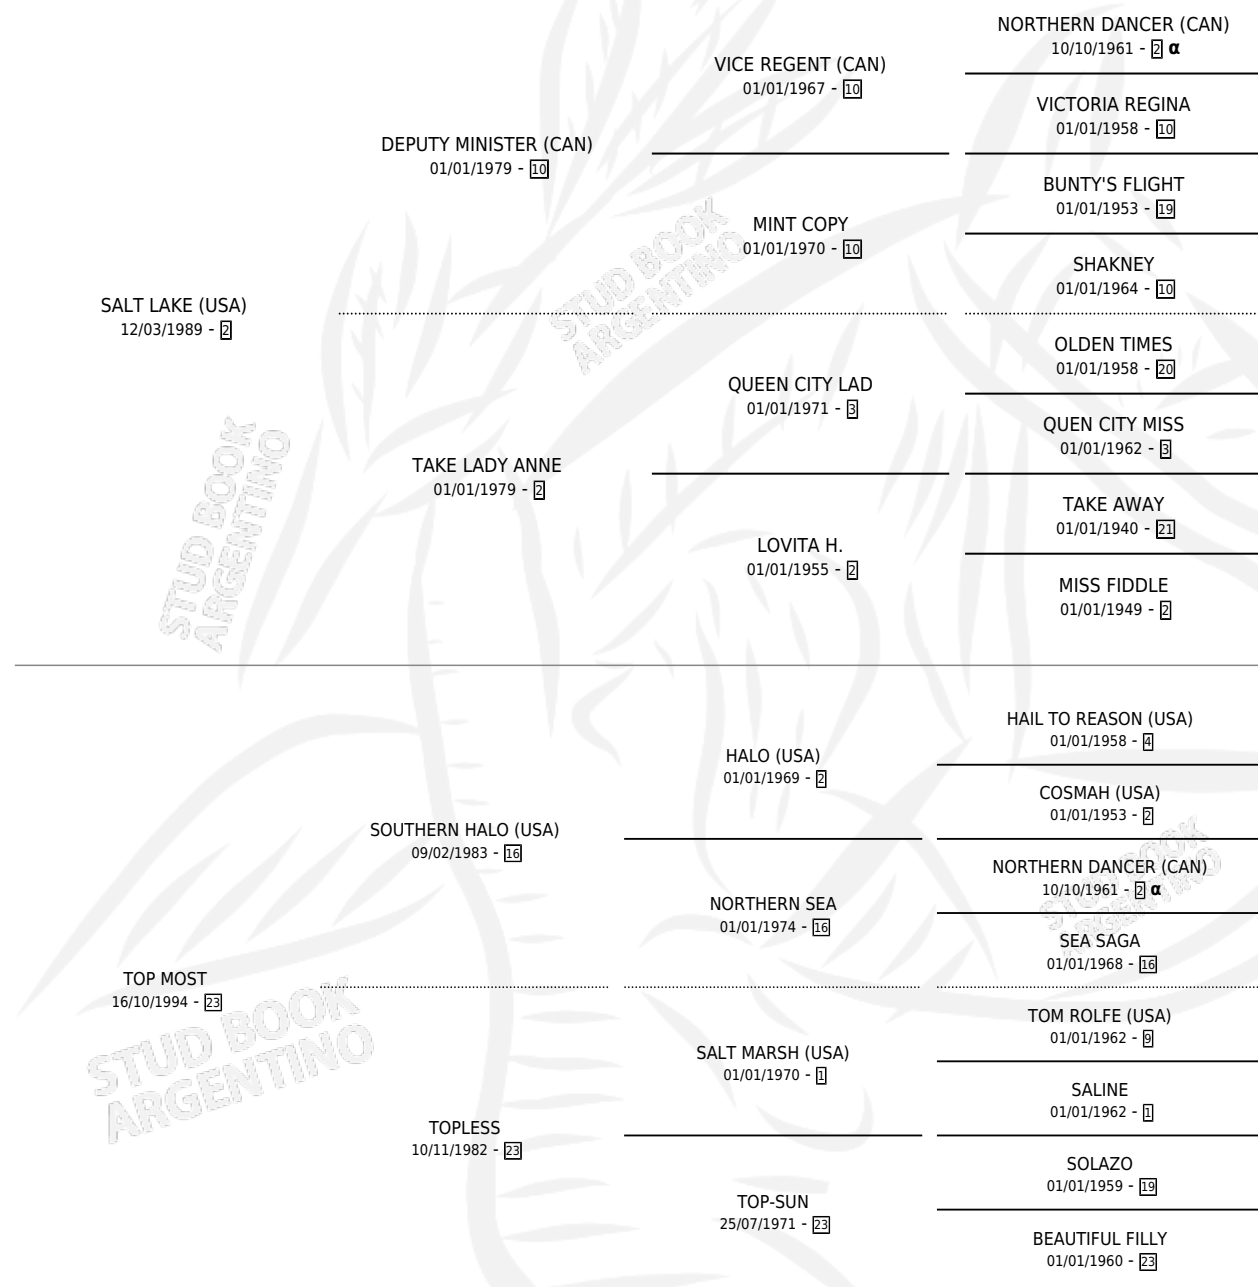 NORTHERN DANCER (CAN)
10/10/1961 - 2 α
VICE REGENT (CAN)
01/01/1967 - 10
VICTORIA REGINA
01/01/1958 - 10
DEPUTY MINISTER (CAN)
01/01/1979 - 10
BUNTY'S FLIGHT
01/01/1953 - 19
MINT COPY
01/01/1970 - 10
SHAKNEY
01/01/1964 - 10
SALT LAKE (USA)
12/03/1989 - 2
OLDEN TIMES
01/01/1958 - 20
QUEEN CITY LAD
01/01/1971 - 3
QUEN CITY MISS
01/01/1962 - 3
TAKE LADY ANNE
01/01/1979 - 2
TAKE AWAY
01/01/1940 - 21
LOVITA H.
01/01/1955 - 2
MISS FIDDLE
01/01/1949 - 2
HAIL TO REASON (USA)
01/01/1958 - 4
HALO (USA)
01/01/1969 - 2
COSMAH (USA)
01/01/1953 - 2
SOUTHERN HALO (USA)
09/02/1983 - 16
NORTHERN DANCER (CAN)
10/10/1961 - 2 α
NORTHERN SEA
01/01/1974 - 16
SEA SAGA
01/01/1968 - 16
TOP MOST
16/10/1994 - 23
TOM ROLFE (USA)
01/01/1962 - 9
SALT MARSH (USA)
01/01/1970 - 1
SALINE
01/01/1962 - 1
TOPLESS
10/11/1982 - 23
SOLAZO
01/01/1959 - 19
TOP-SUN
25/07/1971 - 23
BEAUTIFUL FILLY
01/01/1960 - 23
STUD BOOK
ARGENTINO
STUD BOOK
ARGENTINO
STUD BOOK
ARGENTINO
STUD BOOK
ARGENTINO